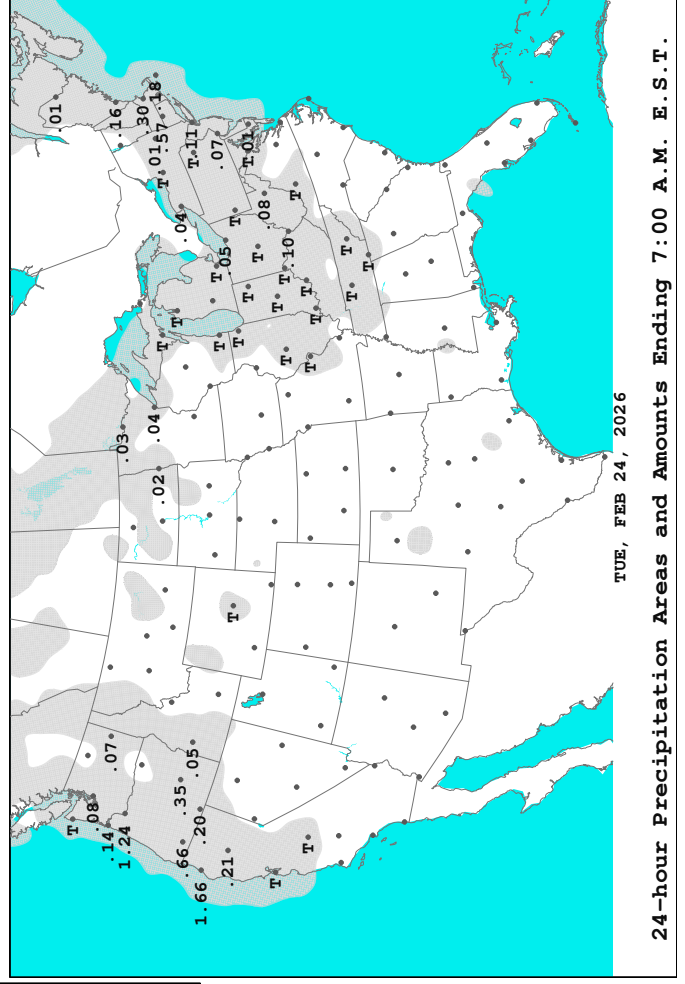 .01
T
.08
.14 .07 .16
1.24 .03 .30
.04 .01 .18
.02 T T .57
T
.66 .35 .04
.05 T .11
1.66 .20
T T .07
.21 .05
T T
T
T T .01
T
.08
T T
T T .10
T
T T
T T
T
T
T
T
TUE, FEB 24, 2026
24-hour Precipitation Areas and Amounts Ending 7:00 A.M. E.S.T.